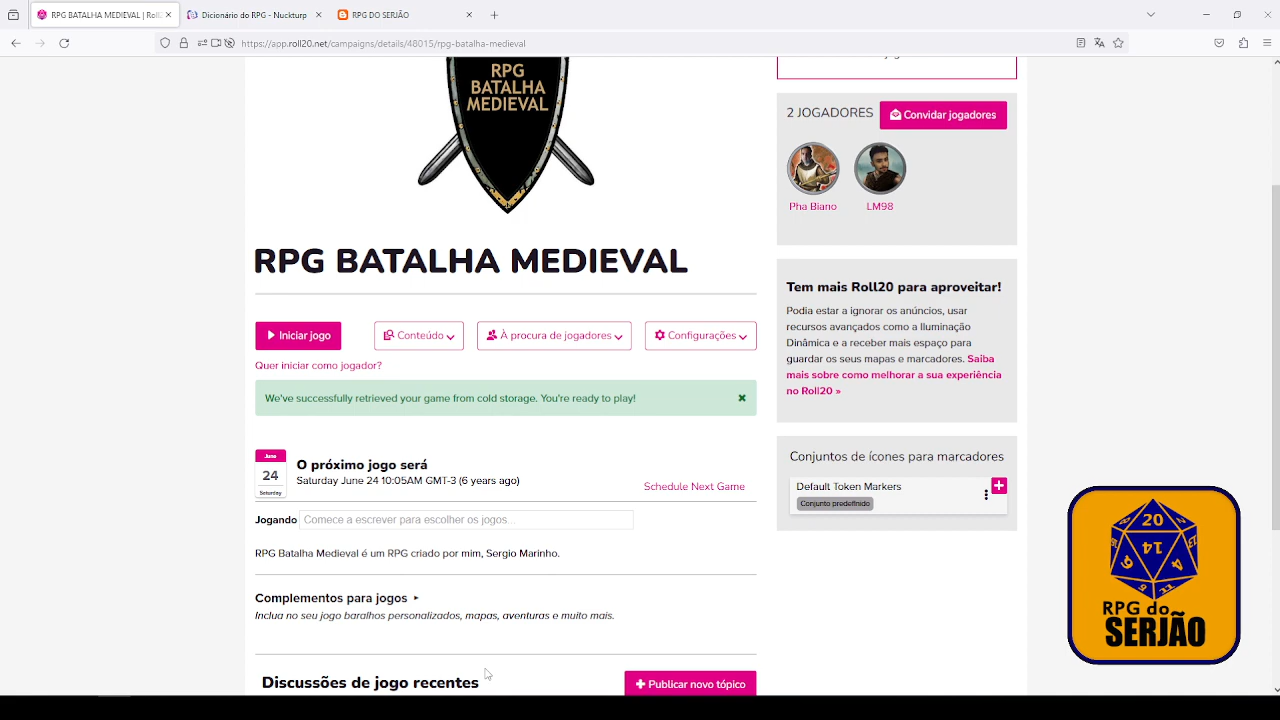 RPG BATALHA MEDIEVAL | Roll
Dicionário do RPG - Nuckturp
RPG DO SERJÃO
https://app.roll20.net/campaigns/details/48015/rpg-batalha-medieval
RPG
BATALHA
MEDIEVAL
2 JOGADORES
Convidar jogadores
Pha Biano
LM98
RPG BATALHA MEDIEVAL
Iniciar jogo
Conteúdo
À procura de jogadores
Configurações
Quer iniciar como jogador?
We've successfully retrieved your game from cold storage. You're ready to play!
Tem mais Roll20 para aproveitar!
Podia estar a ignorar os anúncios, usar
recursos avançados como a Iluminação
Dinâmica e a receber mais espaço para
guardar os seus mapas e marcadores. Saiba
mais sobre como melhorar a sua experiência
no Roll20 »
June
24
Saturday
O próximo jogo será
Saturday June 24 10:05AM GMT-3 (6 years ago)
Schedule Next Game
Jogando
Comece a escrever para escolher os jogos...
RPG Batalha Medieval é um RPG criado por mim, Sergio Marinho.
Conjuntos de ícones para marcadores
Default Token Markers
Conjunto predefinido
Complementos para jogos
Inclua no seu jogo baralhos personalizados, mapas, aventuras e muito mais.
Discussões de jogo recentes
Publicar novo tópico
20
14
RPG do
SERJÃO